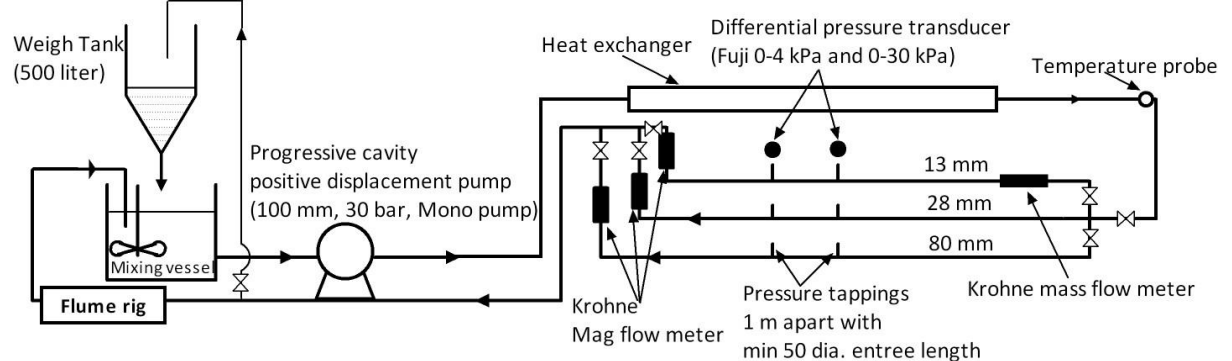 Weigh Tank
(500 liter)
Heat exchanger
Differential pressure transducer
(Fuji 0-4 kPa and 0-30 kPa)
Temperature probe
Progressive cavity
positive displacement pump
(100 mm, 30 bar, Mono pump)
13 mm
28 mm
80 mm
Mixing vessel
Flume rig
Krohne
Mag flow meter
Pressure tappings
1 m apart with
min 50 dia. entree length
Krohne mass flow meter